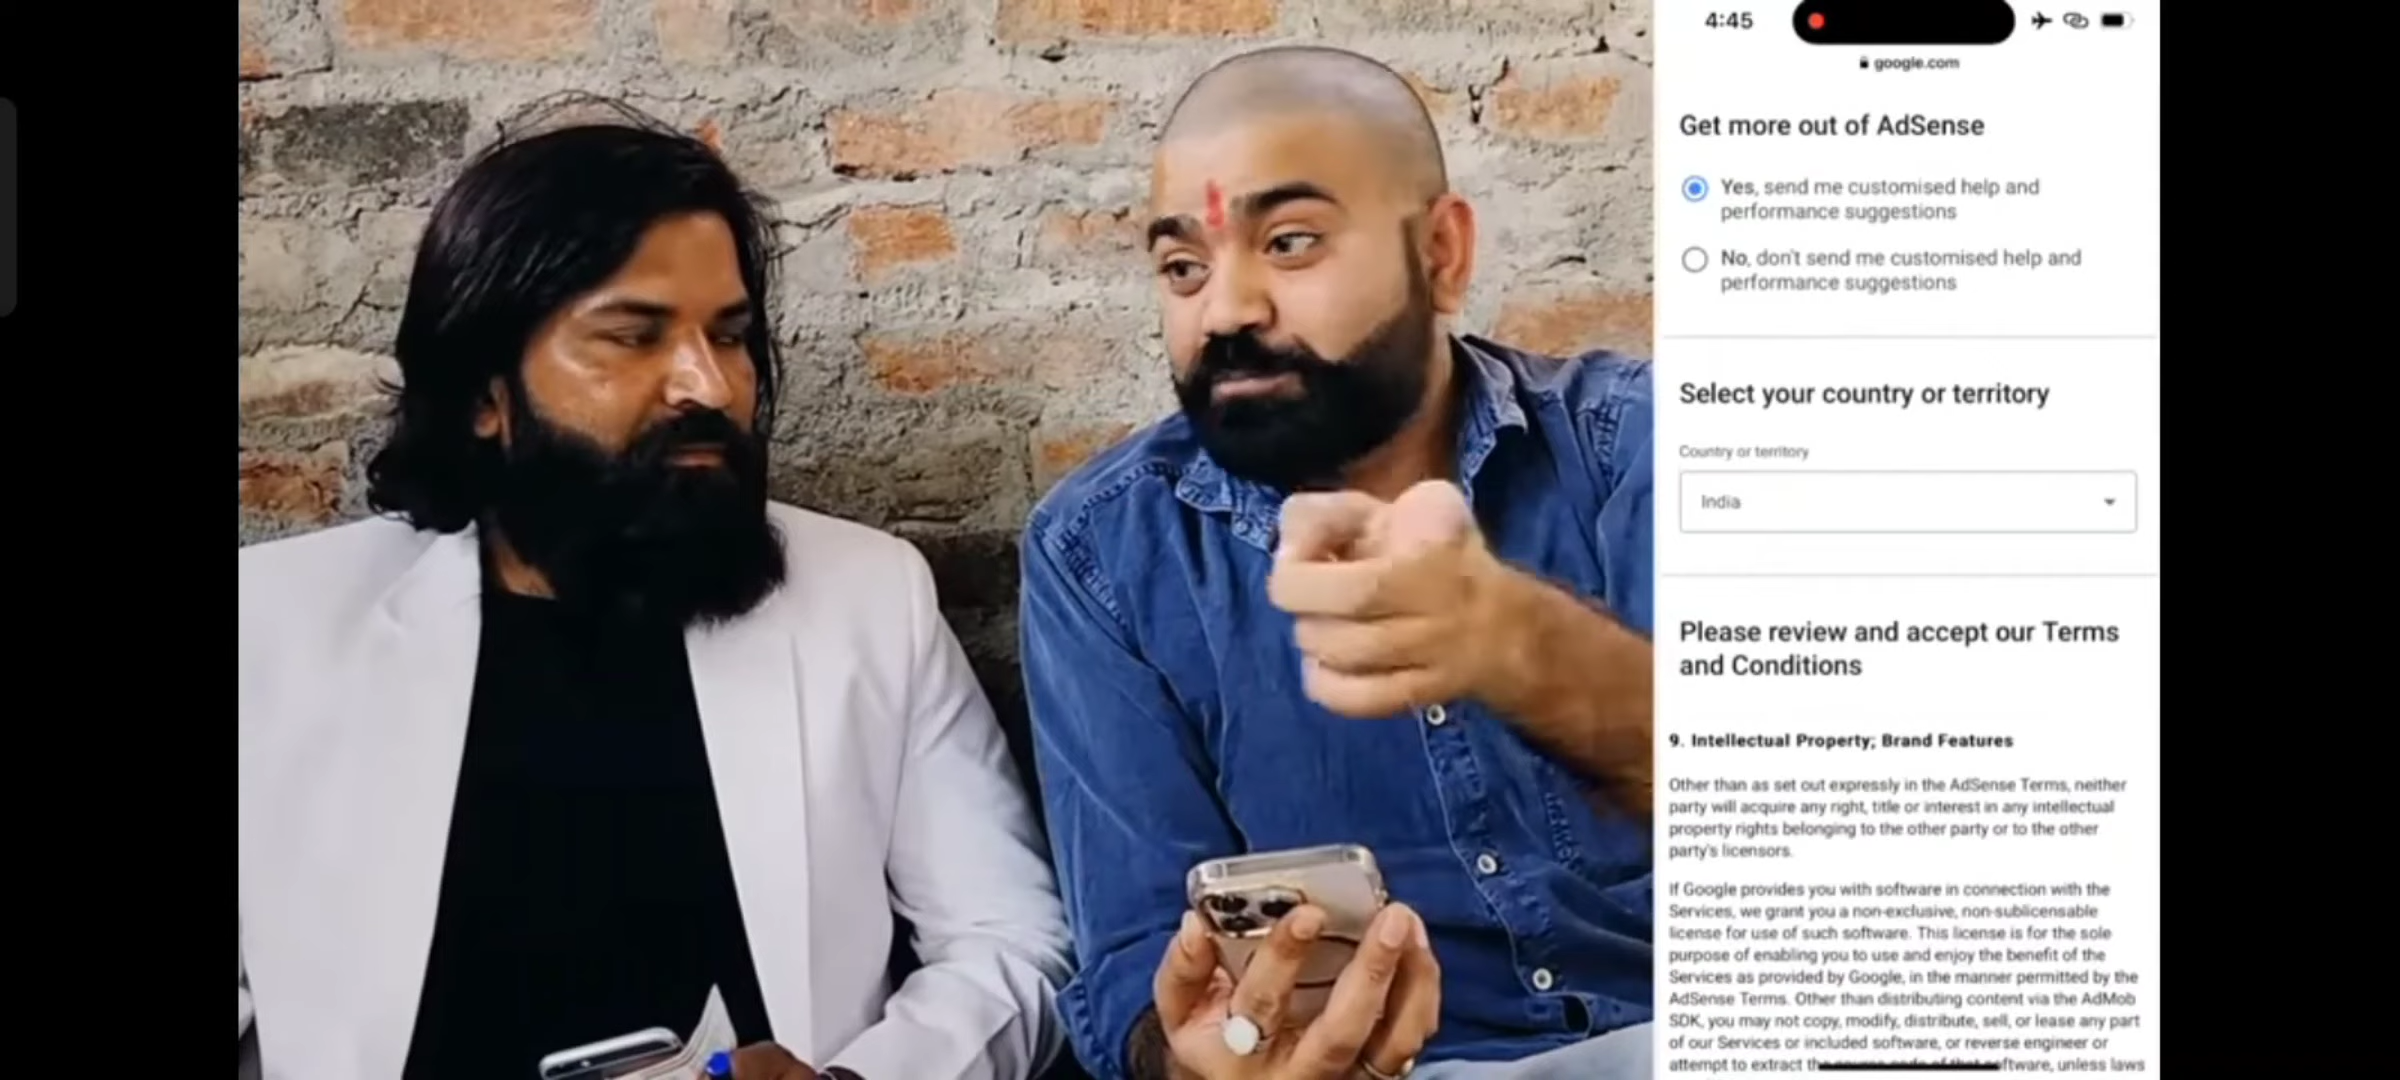 4:45
google.com
Get more out of AdSense
Yes, send me customised help and
performance suggestions
No, don't send me customised help and
performance suggestions
Select your country or territory
Country or territory
India
Please review and accept our Terms
and Conditions
9. Intellectual Property; Brand Features
Other than as set out expressly in the AdSense Terms, neither
party will acquire any right, title or interest in any intellectual
property rights belonging to the other party or to the other
party's licensors.
If Google provides you with software in connection with the
Services, we grant you a non-exclusive, non-sublicensable
license for use of such software. This license is for the sole
purpose of enabling you to use and enjoy the benefit of the
Services as provided by Google, in the manner permitted by the
AdSense Terms. Other than distributing content via the AdMob
SDK, you may not copy, modify, distribute, sell, or lease any part
of our Services or included software, or reverse engineer or
attempt to extract the source code of that software, unless laws